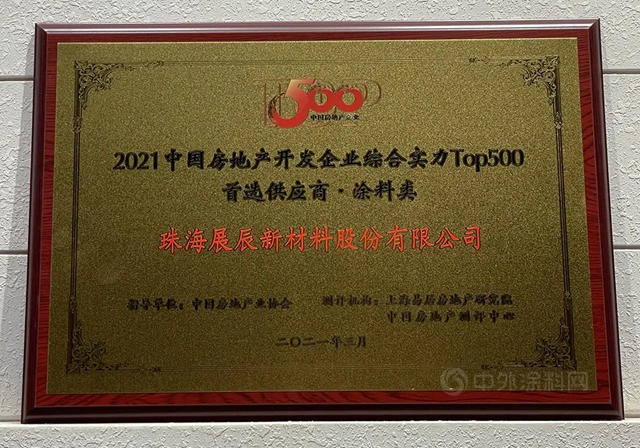 500
中国房地产企业
2021中国房地产开发企业综合实力Top500
首选供应商·涂料类
珠海展辰新材料股份有限公司
指导单位：中国房地产业协会
测评机构：上海易居房地产研究院
中国房地产测评中心
二〇二一年三月
中外涂料网